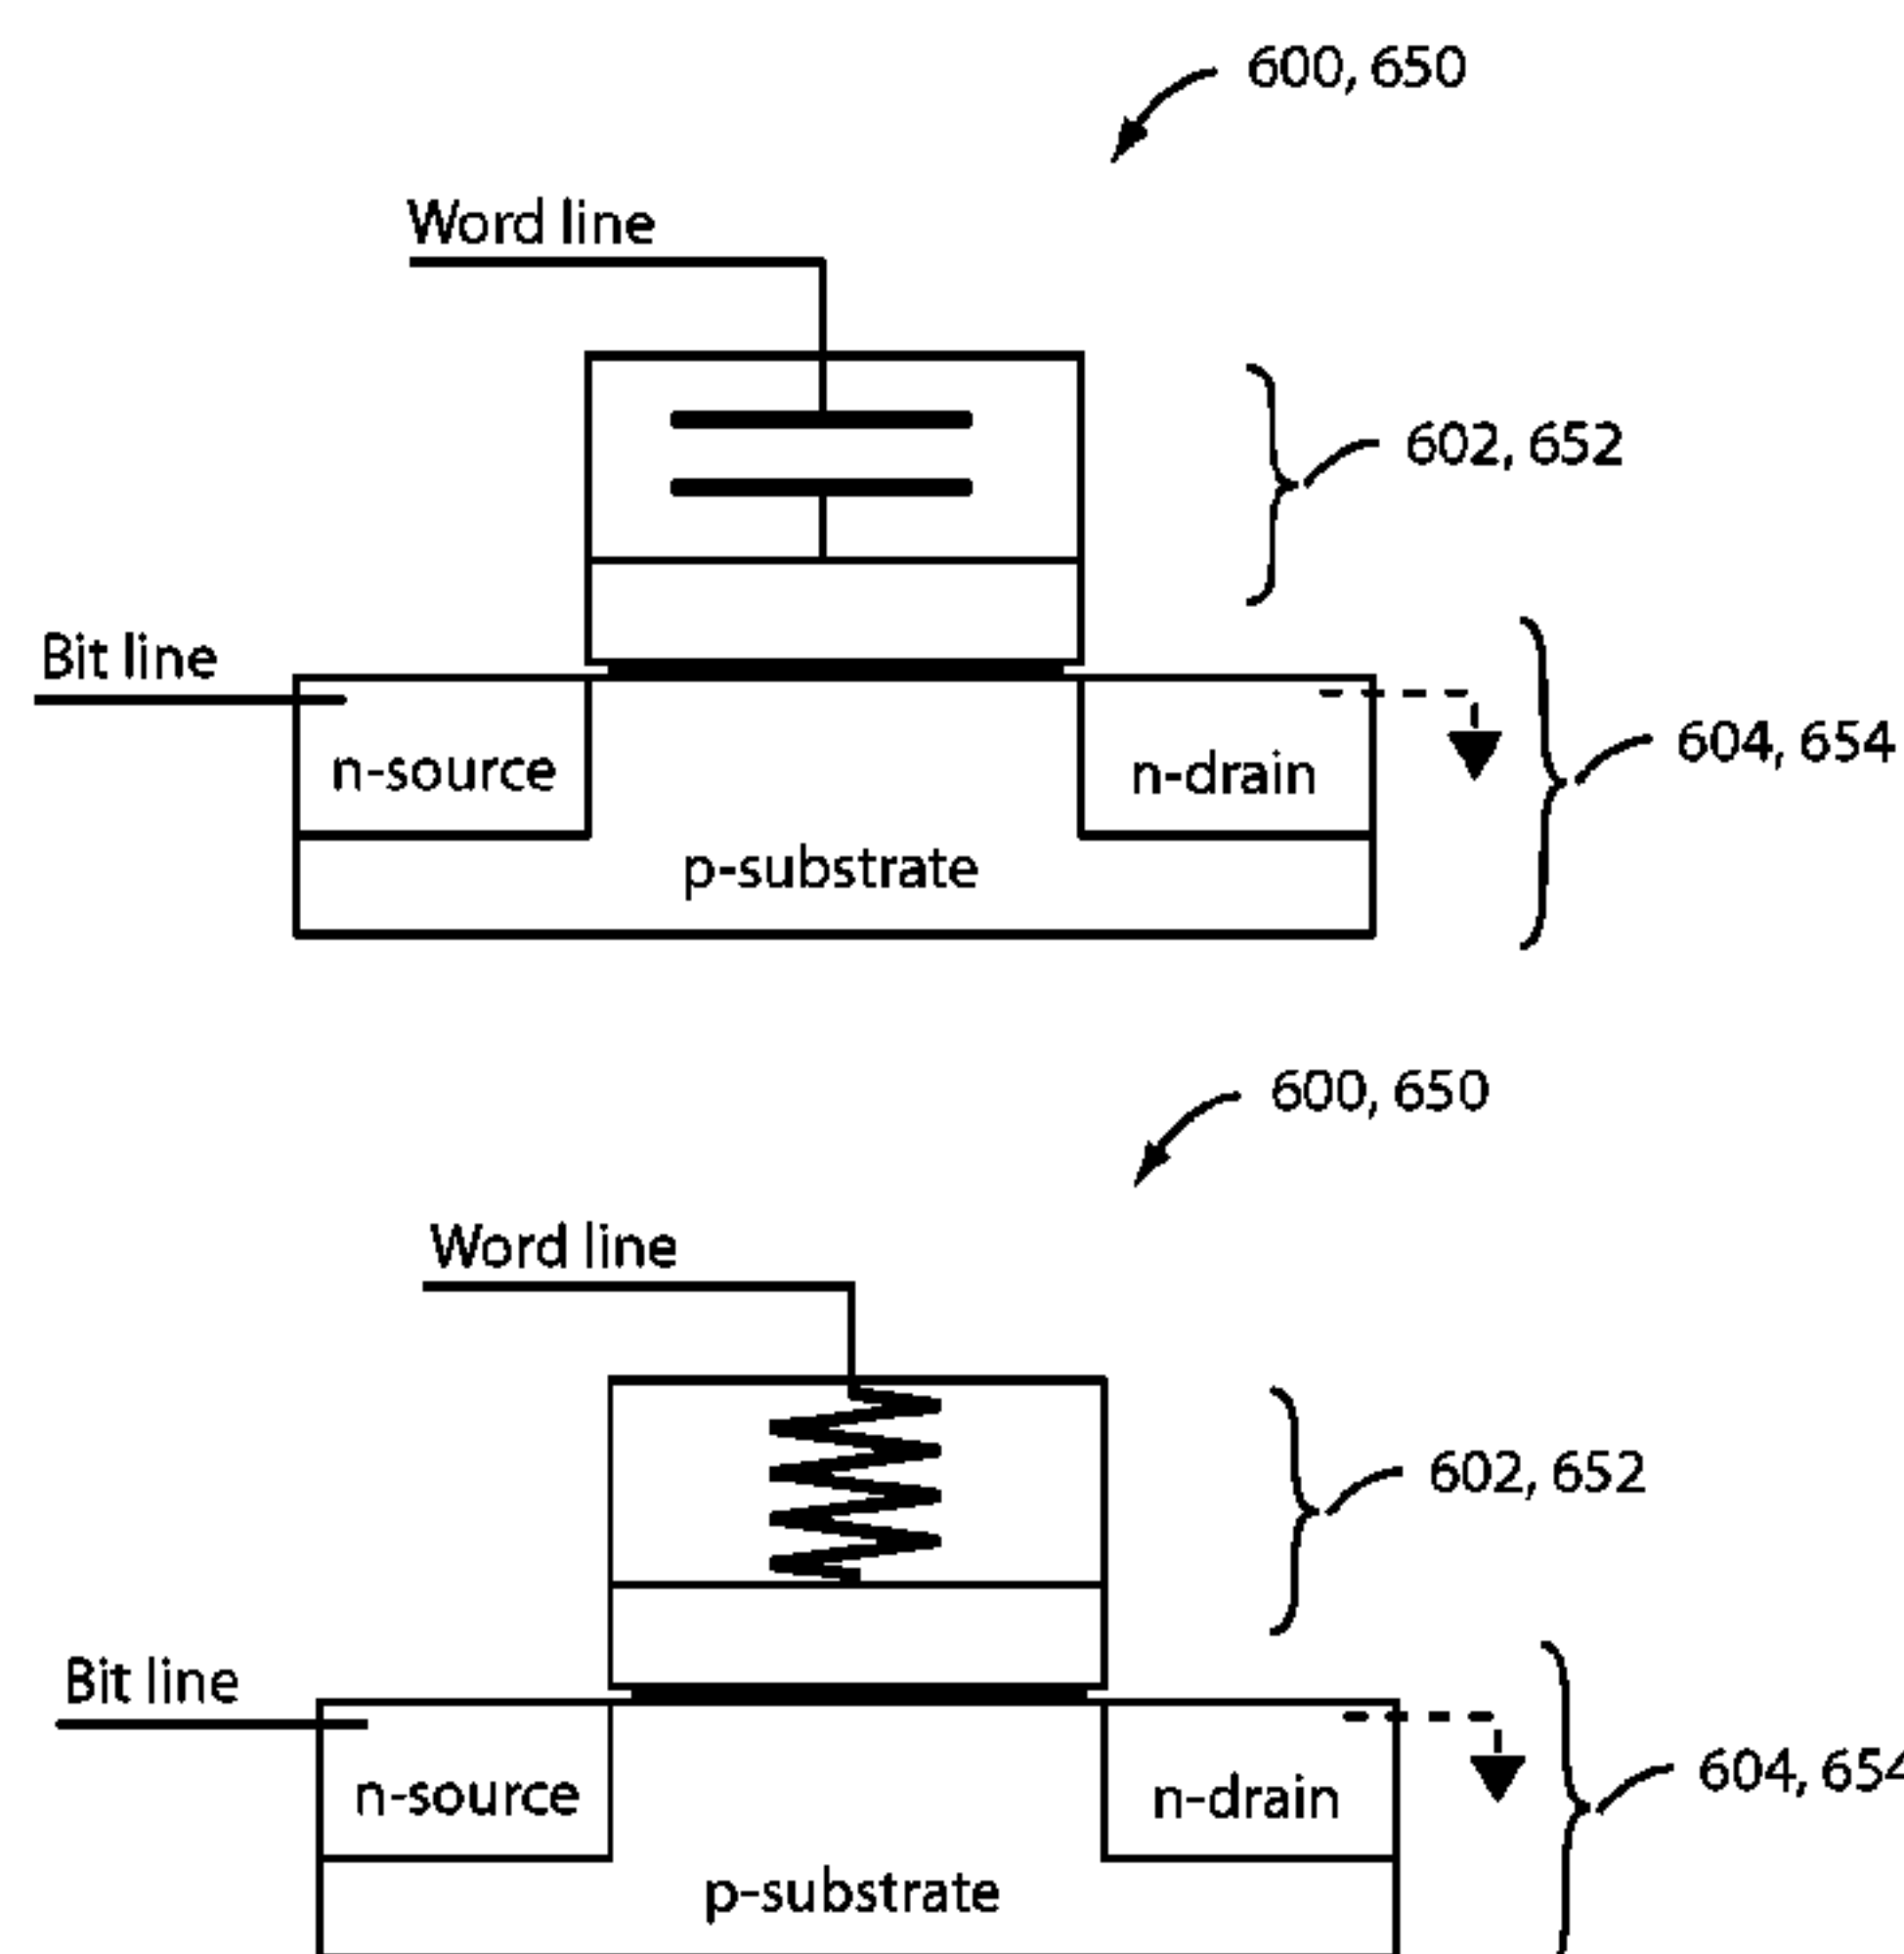 600, 650
Word line
602, 652
Bit line
604, 654
n-source
n-drain
p-substrate
600, 650
Word line
602, 652
Bit line
n-source
n-drain
604, 654
p-substrate